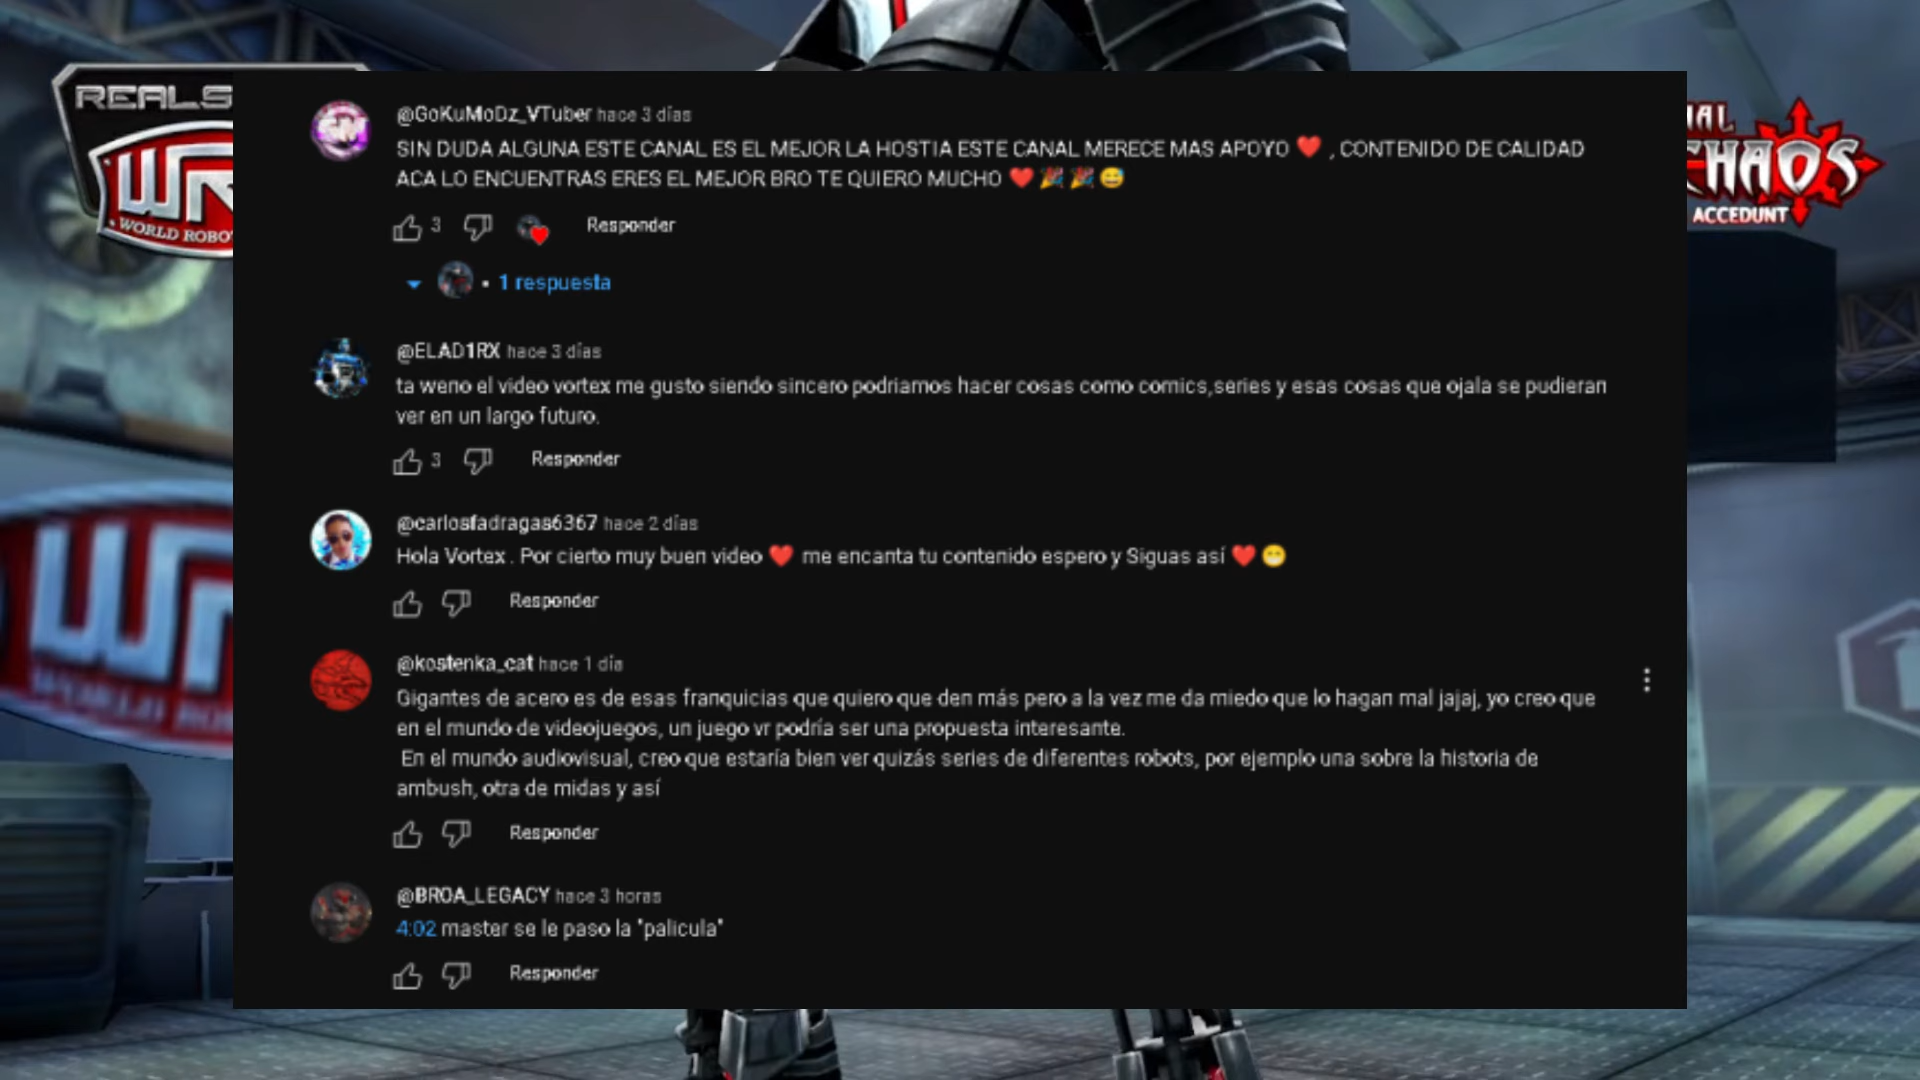 REALS
WORLD ROBO
@GoKuMoDz_VTuber hace 3 días
SIN DUDA ALGUNA ESTE CANAL ES EL MEJOR LA HOSTIA ESTE CANAL MERECE MAS APOYO ❤️ , CONTENIDO DE CALIDAD
ACA LO ENCUENTRAS ERES EL MEJOR BRO TE QUIERO MUCHO ❤️🎉🎉😅
3 Responder
• 1 respuesta
@ELAD1RX hace 3 días
ta weno el video vortex me gusto siendo sincero podriamos hacer cosas como comics,series y esas cosas que ojala se pudieran
ver en un largo futuro.
3 Responder
@carlosfadragas6367 hace 2 días
Hola Vortex . Por cierto muy buen video ❤️ me encanta tu contenido espero y Siguas así ❤️😁
Responder
@kostenka_cat hace 1 día
Gigantes de acero es de esas franquicias que quiero que den más pero a la vez me da miedo que lo hagan mal jajaj, yo creo que
en el mundo de videojuegos, un juego vr podría ser una propuesta interesante.
En el mundo audiovisual, creo que estaría bien ver quizás series de diferentes robots, por ejemplo una sobre la historia de
ambush, otra de midas y así
Responder
@BROA_LEGACY hace 3 horas
4:02 master se le paso la "palicula"
Responder
CHAOS
ACCEDUNT